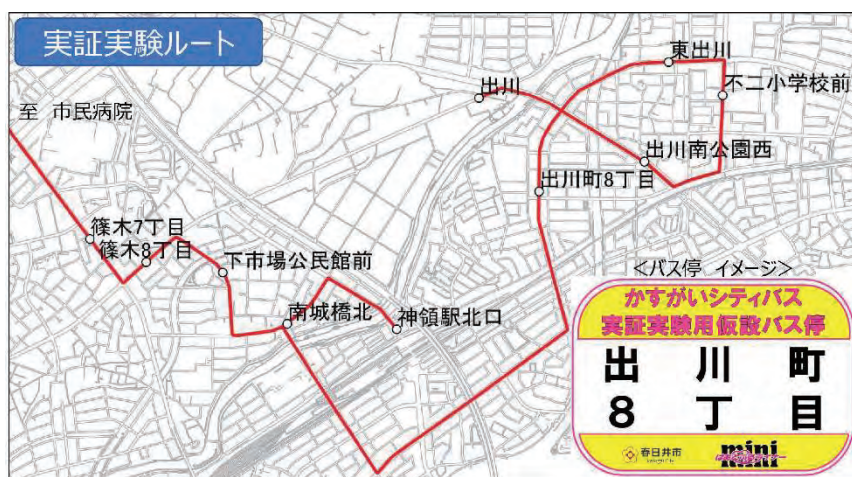 実証実験ルート
至 市民病院
出川
東出川
不二小学校前
出川南公園西
出川町8丁目
篠木7丁目
篠木8丁目
下市場公民館前
南城橋北
神領駅北口
<バス停 イメージ>
かすがいシティバス
実証実験用仮設バス停
出川町
8丁目
春日井市
mini